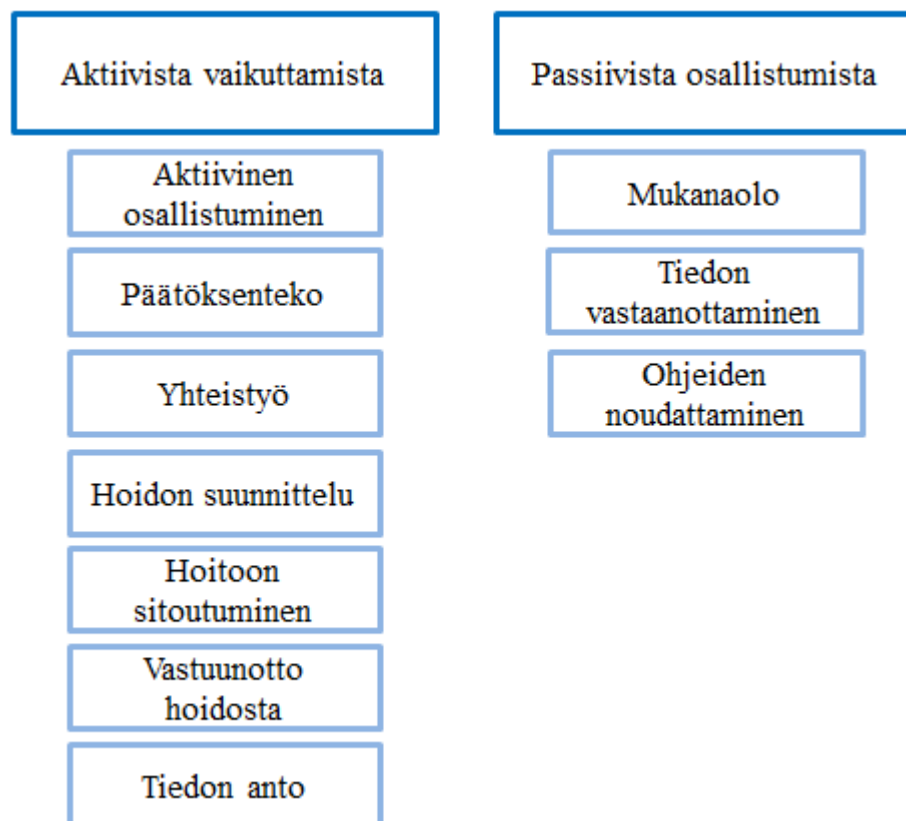 Aktiivista vaikuttamista
Aktiivinen
osallistuminen
Päätöksenteko
Yhteistyö
Hoidon suunnittelu
Hoitoon
sitoutuminen
Vastuunotto
hoidosta
Tiedon anto
Passiivista osallistumista
Mukanaolo
Tiedon
vastaanottaminen
Ohjeiden
noudattaminen